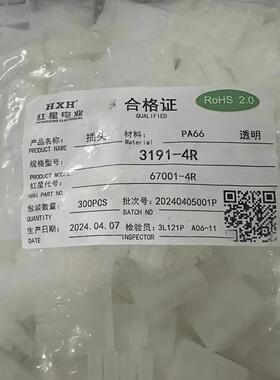 HXH
红星电业
HONGXING ELECTRICAL
合格证
QUALIFIED
RoHS 2.0
产品名称: 插头 材料: PA66 透明
PRODUCT NAME Material
规格型号: 3191-4R
PRODUCT MODEL
红星代号: 67001-4R
HXH PART NO.
包装数量: 300PCS 批次号: 20240405001P
QUANTITY BATCH NO
生产日期 2024.04.07 检验员: 3L121P A06-11
DATE INSPECTOR